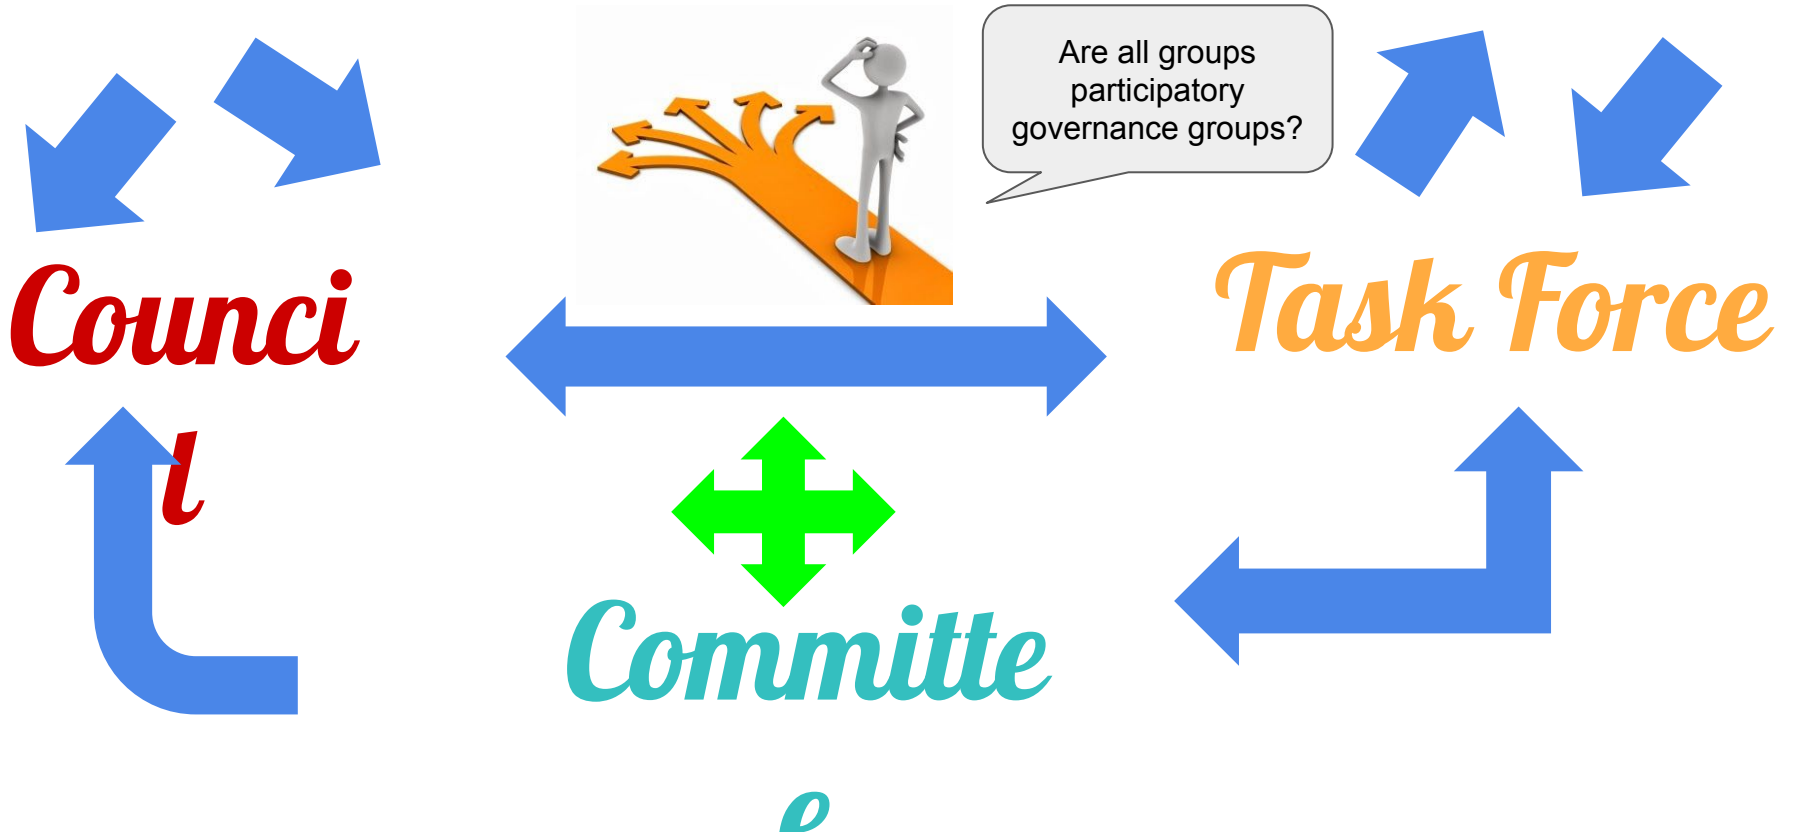 Are all groups
participatory
governance groups?
Counci
l
Task Force
Committe
e